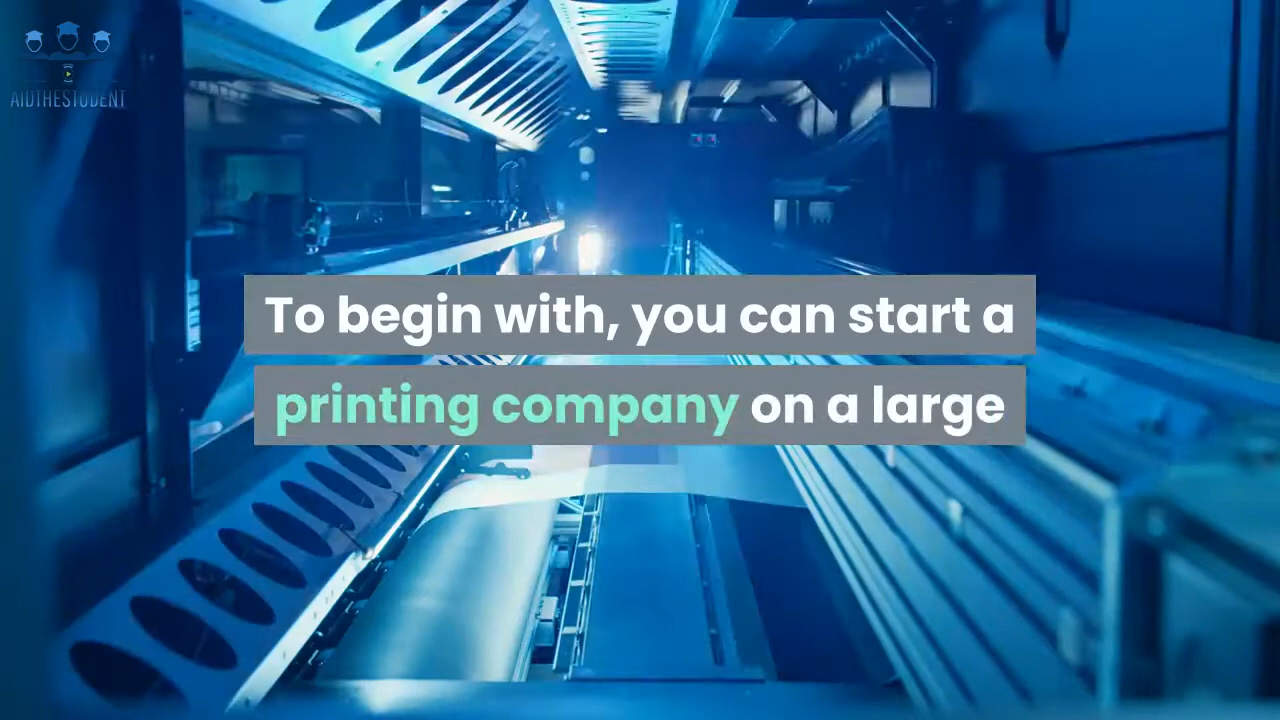 AIDTHESTUDENT
To begin with, you can start a
printing company on a large